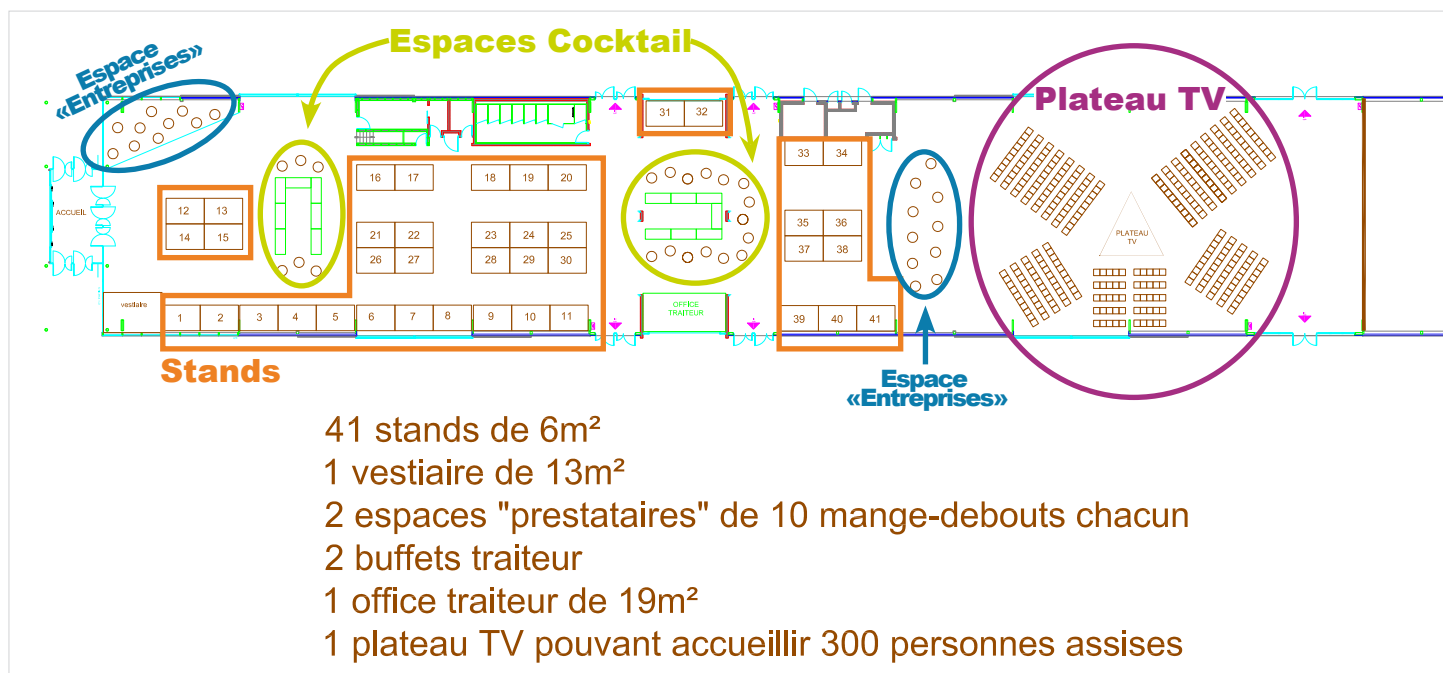 Espace
«Entreprises»
Espaces Cocktail
Plateau TV
31 32
33 34
16 17 18 19 20
ACCUEIL
12 13
14 15
21 22 23 24 25
26 27 28 29 30
35 36
37 38
PLATEAU
TV
vestiaire
OFFICE
TRAITEUR
1 2 3 4 5 6 7 8 9 10 11
39 40 41
Stands
Espace
«Entreprises»
41 stands de 6m²
1 vestiaire de 13m²
2 espaces "prestataires" de 10 mange-debouts chacun
2 buffets traiteur
1 office traiteur de 19m²
1 plateau TV pouvant accueillir 300 personnes assises